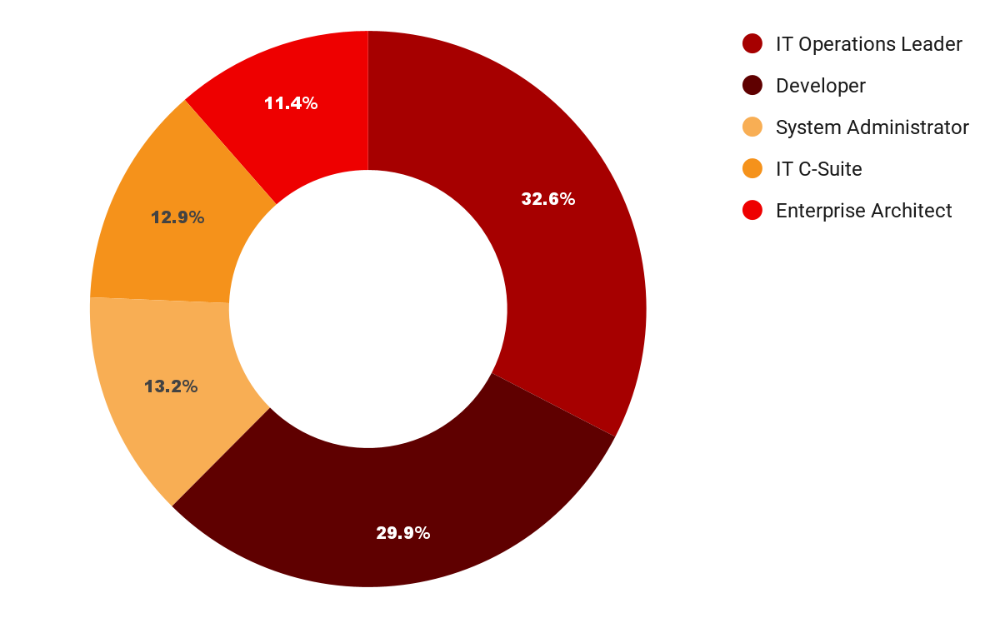 11.4%
32.6%
12.9%
13.2%
29.9%
IT Operations Leader
Developer
System Administrator
IT C-Suite
Enterprise Architect